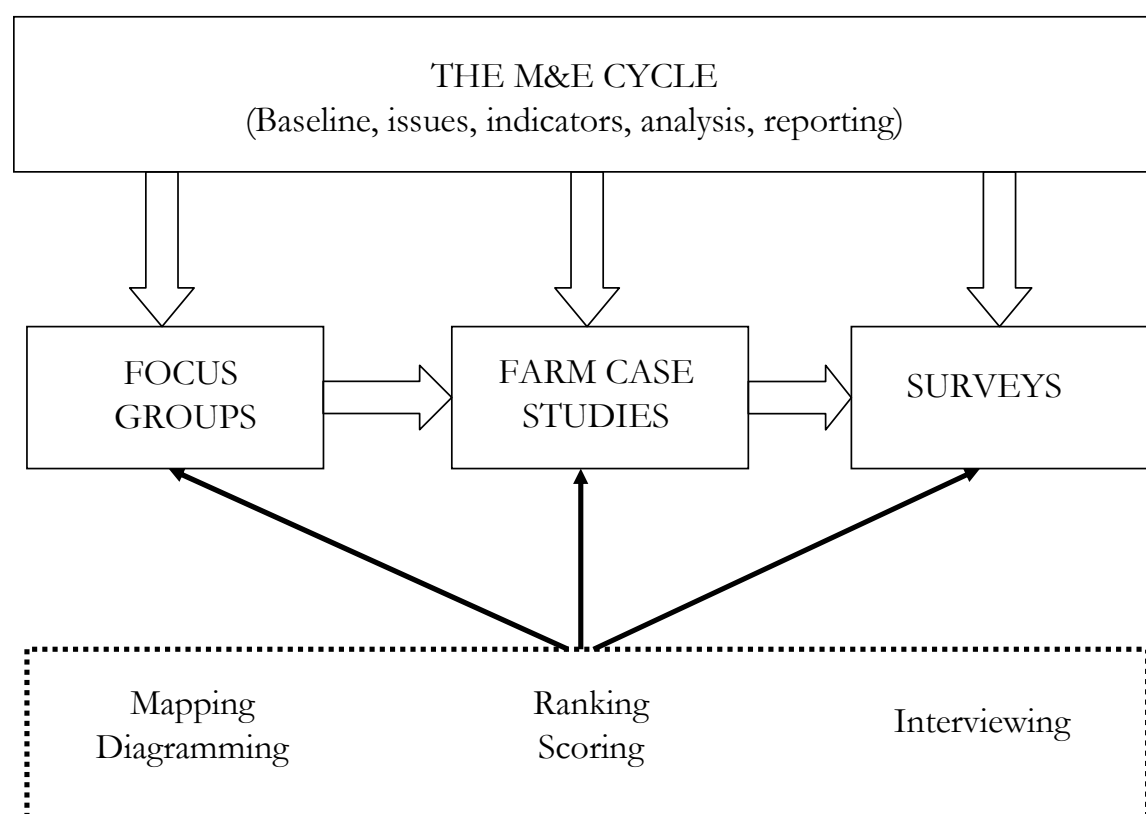 THE M&E CYCLE
(Baseline, issues, indicators, analysis, reporting)
FOCUS
GROUPS
FARM CASE
STUDIES
SURVEYS
Mapping
Diagramming
Ranking
Scoring
Interviewing